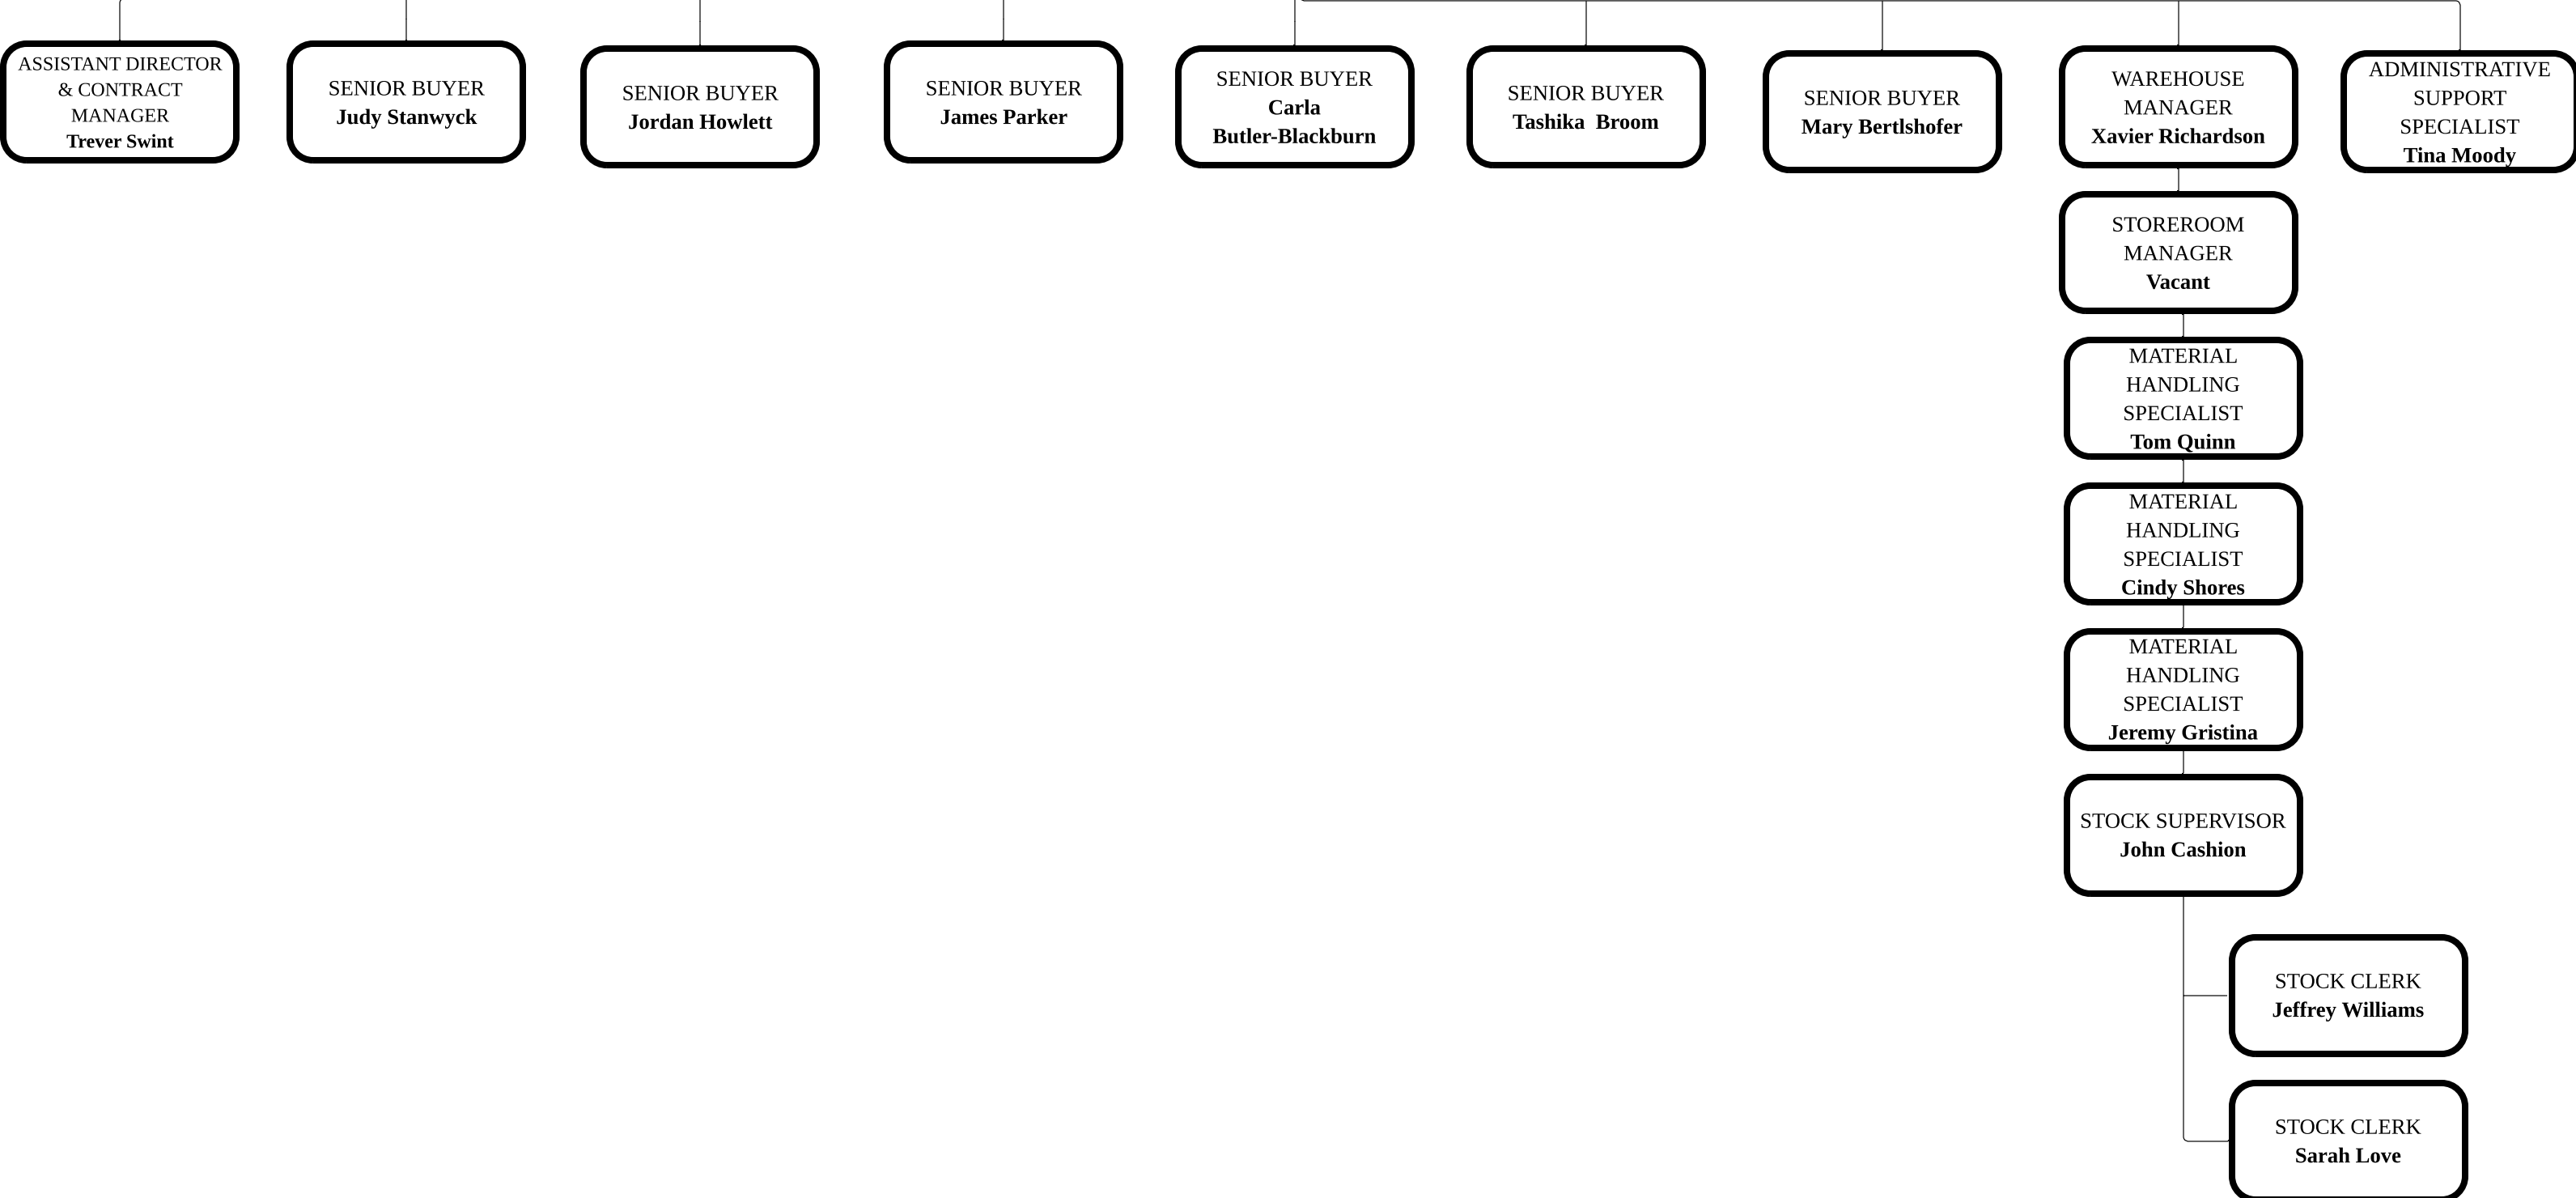 ASSISTANT DIRECTOR
& CONTRACT
MANAGER
Trever Swint
SENIOR BUYER
Judy Stanwyck
SENIOR BUYER
Jordan Howlett
SENIOR BUYER
James Parker
SENIOR BUYER
Carla
Butler-Blackburn
SENIOR BUYER
Tashika  Broom
SENIOR BUYER
Mary Bertlshofer
WAREHOUSE
MANAGER
Xavier Richardson
ADMINISTRATIVE
SUPPORT
SPECIALIST
Tina Moody
STOREROOM
MANAGER
Vacant
MATERIAL
HANDLING
SPECIALIST
Tom Quinn
MATERIAL
HANDLING
SPECIALIST
Cindy Shores
MATERIAL
HANDLING
SPECIALIST
Jeremy Gristina
STOCK SUPERVISOR
John Cashion
STOCK CLERK
Jeffrey Williams
STOCK CLERK
Sarah Love